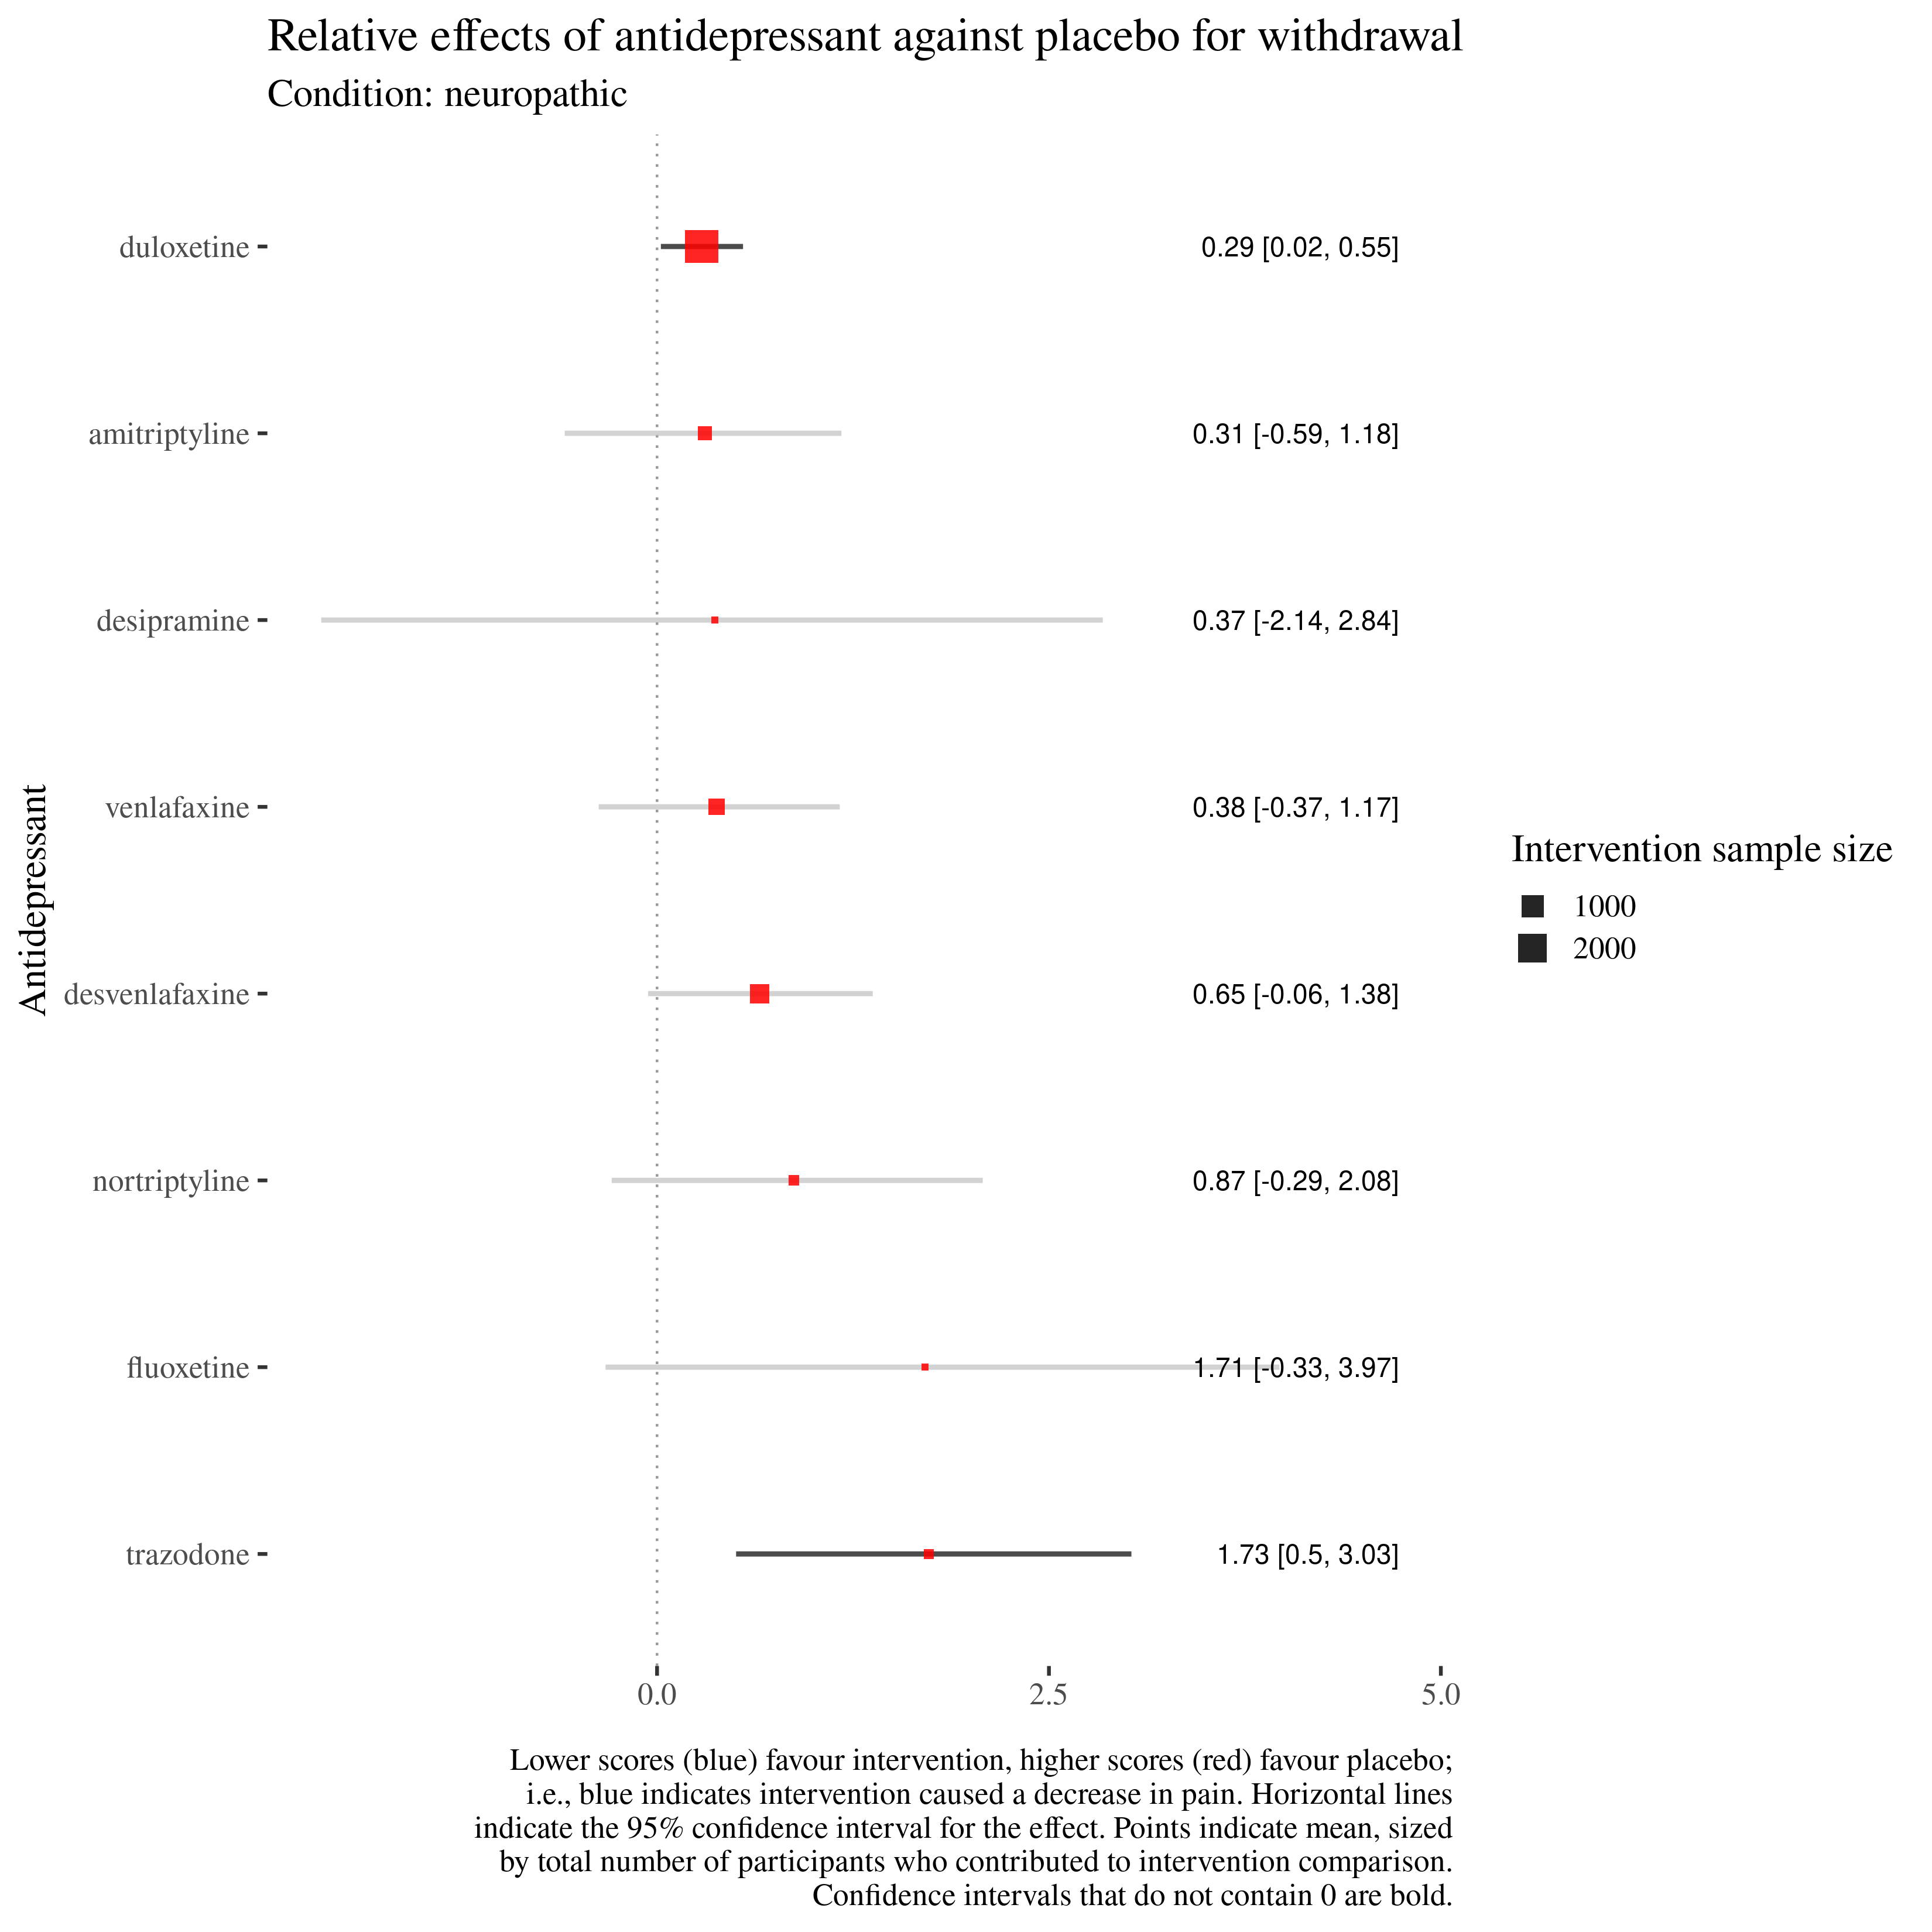 Relative effects of antidepressant against placebo for withdrawal
Condition: neuropathic
duloxetine 0.29 [0.02, 0.55]
amitriptyline 0.31 [-0.59, 1.18]
desipramine 0.37 [-2.14, 2.84]
venlafaxine 0.38 [-0.37, 1.17]
desvenlafaxine 0.65 [-0.06, 1.38]
nortriptyline 0.87 [-0.29, 2.08]
fluoxetine 1.71 [-0.33, 3.97]
trazodone 1.73 [0.5, 3.03]
Antidepressant
0.0 2.5 5.0
Intervention sample size
1000
2000
Lower scores (blue) favour intervention, higher scores (red) favour placebo;
i.e., blue indicates intervention caused a decrease in pain. Horizontal lines
indicate the 95% confidence interval for the effect. Points indicate mean, sized
by total number of participants who contributed to intervention comparison.
Confidence intervals that do not contain 0 are bold.